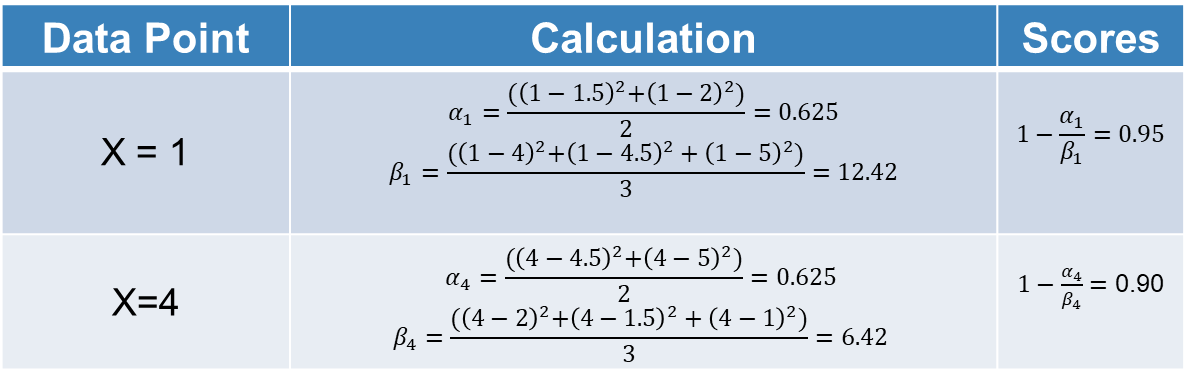 Data Point Calculation Scores
X = 1
α₁ = ((1 − 1.5)²+(1 − 2)²) / 2 = 0.625
β₁ = ((1 − 4)²+(1 − 4.5)² + (1 − 5)²) / 3 = 12.42
1 − α₁/β₁ = 0.95
X=4
α₄ = ((4 − 4.5)²+(4 − 5)²) / 2 = 0.625
β₄ = ((4 − 2)²+(4 − 1.5)² + (4 − 1)²) / 3 = 6.42
1 − α₄/β₄ = 0.90